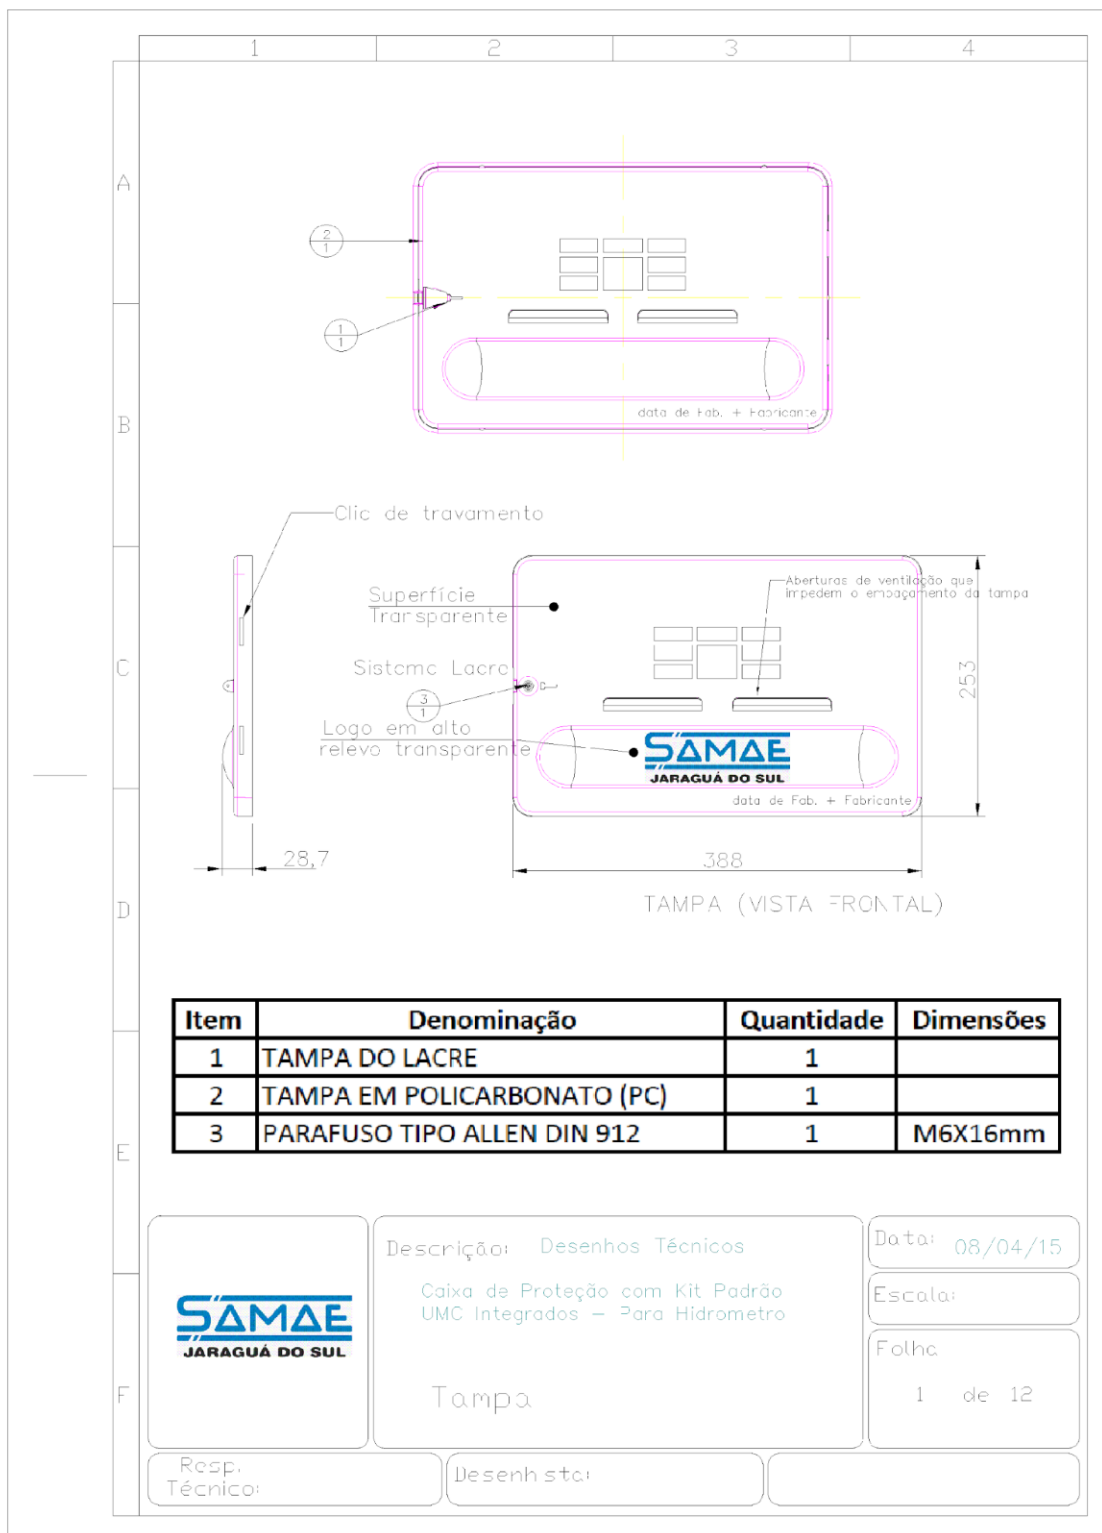 1 2 3 4
A
B
C
D
E
F
2
1
1
1
data de Fab. + Fabricante
Clic de travamento
Superfície
Transparente
Aberturas de ventilação que
impedem o embaçamento da tampa
Sistema Lacre
3
1
Logo em alto
relevo transparente
SAMAE
JARAGUÁ DO SUL
data de Fab. + Fabricante
253
28,7
388
TAMPA (VISTA FRONTAL)
Item Denominação Quantidade Dimensões
1 TAMPA DO LACRE 1
2 TAMPA EM POLICARBONATO (PC) 1
3 PARAFUSO TIPO ALLEN DIN 912 1 M6X16mm
SAMAE
JARAGUÁ DO SUL
Descrição: Desenhos Técnicos
Caixa de Proteção com Kit Padrão
UMC Integrados – Para Hidrometro
Tampa
Data: 08/04/15
Escala:
Folha
1 de 12
Resp.
Técnico:
Desenhista: